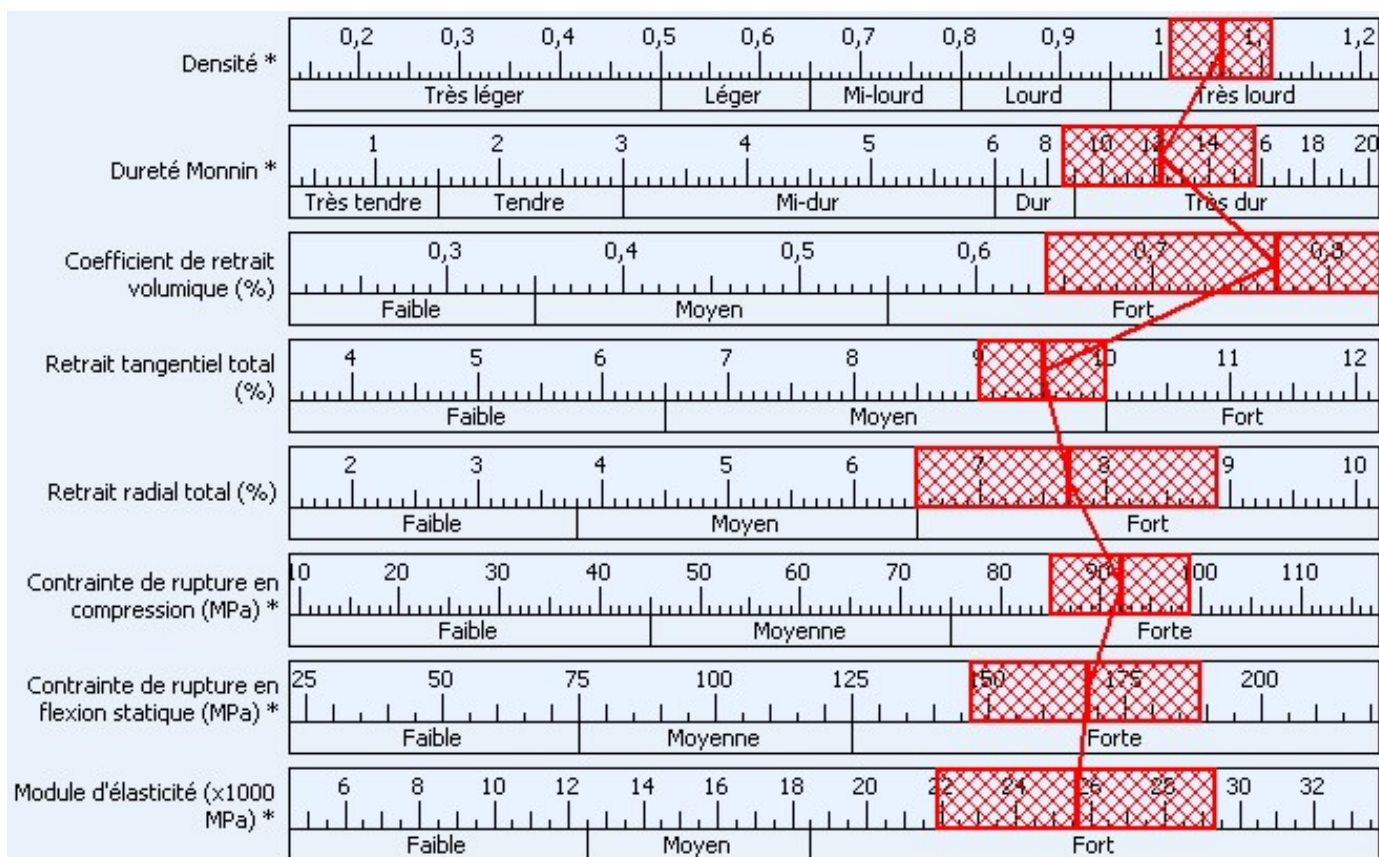 Densité *
0,2 0,3 0,4 0,5 0,6 0,7 0,8 0,9 1 1,1 1,2
Très léger Léger Mi-lourd Lourd Très lourd
Dureté Monnin *
1 2 3 4 5 6 8 10 12 14 16 18 20
Très tendre Tendre Mi-dur Dur Très dur
Coefficient de retrait
volumique (%)
0,3 0,4 0,5 0,6 0,7 0,8
Faible Moyen Fort
Retrait tangentiel total
(%)
4 5 6 7 8 9 10 11 12
Faible Moyen Fort
Retrait radial total (%)
2 3 4 5 6 7 8 9 10
Faible Moyen Fort
Contrainte de rupture en
compression (MPa) *
10 20 30 40 50 60 70 80 90 100 110
Faible Moyenne Forte
Contrainte de rupture en
flexion statique (MPa) *
25 50 75 100 125 150 175 200
Faible Moyenne Forte
Module d'élasticité (x1000
MPa) *
6 8 10 12 14 16 18 20 22 24 26 28 30 32
Faible Moyen Fort